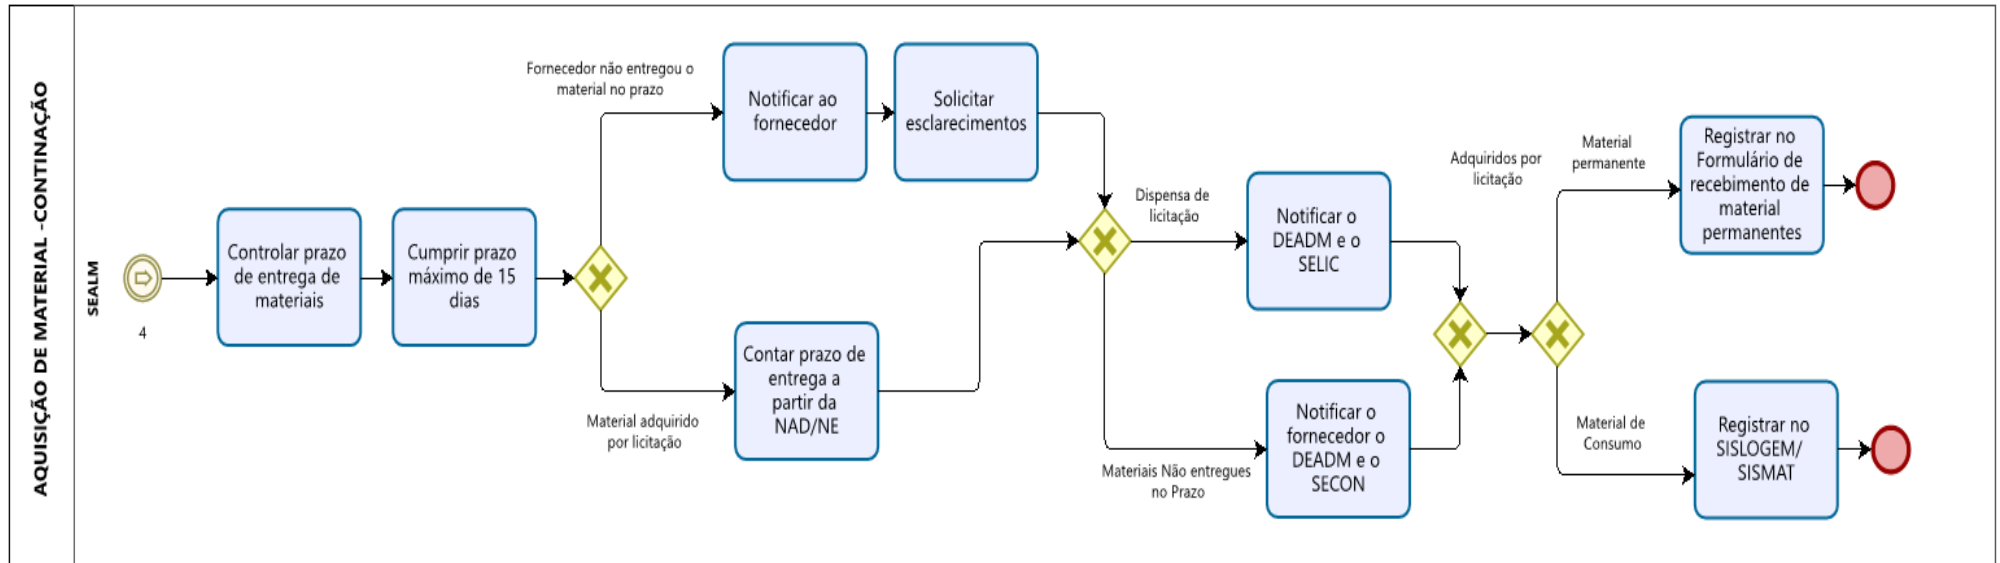 AQUISIÇÃO DE MATERIAL -CONTINAÇÃO
SEALM
4
Controlar prazo
de entrega de
materiais
Cumprir prazo
máximo de 15
dias
Fornecedor não entregou o
material no prazo
Notificar ao
fornecedor
Solicitar
esclarecimentos
Material adquirido
por licitação
Contar prazo de
entrega a
partir da
NAD/NE
Dispensa de
licitação
Notificar o
DEADM e o
SELIC
Materiais Não entregues
no Prazo
Notificar o
fornecedor o
DEADM e o
SECON
Adquiridos por
licitação
Material
permanente
Registrar no
Formulário de
recebimento de
material
permanentes
Material de
Consumo
Registrar no
SISLOGEM/
SISMAT